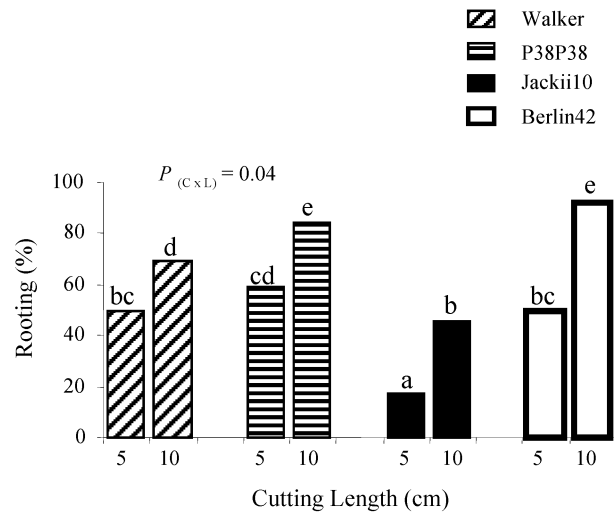 Walker
P38P38
Jackii10
Berlin42
P (C x L) = 0.04
Rooting (%)
100
80
60
40
20
0
bc
d
cd
e
a
b
bc
e
5 10 5 10 5 10 5 10
Cutting Length (cm)